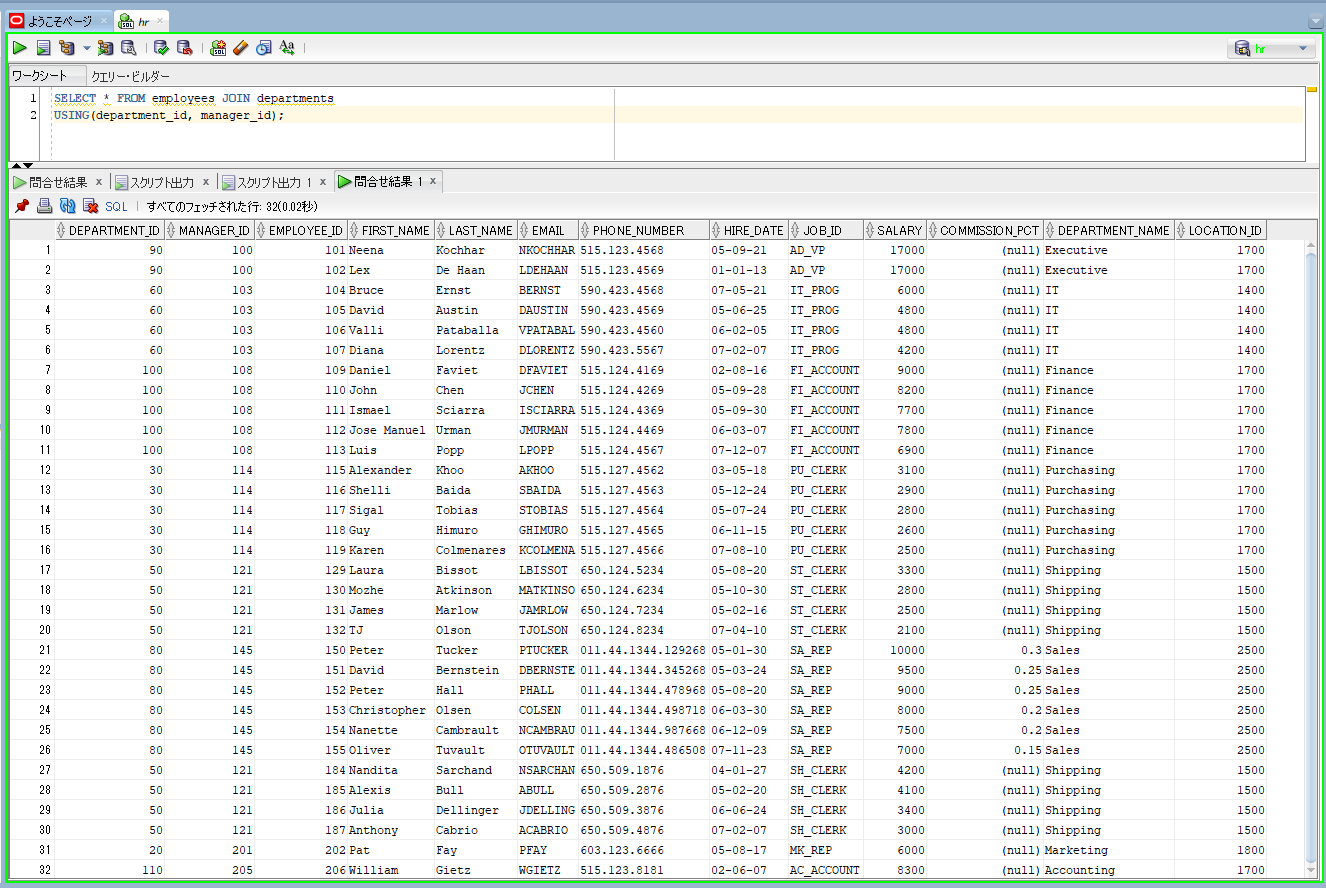 ようこそページ
hr
hr
ワークシート
クエリー・ビルダー
1 SELECT * FROM employees JOIN departments
2 USING(department_id, manager_id);
問合せ結果 x スクリプト出力 x スクリプト出力 1 x 問合せ結果 1 x
SQL すべてのフェッチされた行: 32(0.02秒)
DEPARTMENT_ID MANAGER_ID EMPLOYEE_ID FIRST_NAME LAST_NAME EMAIL PHONE_NUMBER HIRE_DATE JOB_ID SALARY COMMISSION_PCT DEPARTMENT_NAME LOCATION_ID
1 90 100 101 Neena Kochhar NKOCHHAR 515.123.4568 05-09-21 AD_VP 17000 (null) Executive 1700
2 90 100 102 Lex De Haan LDEHAAN 515.123.4569 01-01-13 AD_VP 17000 (null) Executive 1700
3 60 103 104 Bruce Ernst BERNST 590.423.4568 07-05-21 IT_PROG 6000 (null) IT 1400
4 60 103 105 David Austin DAUSTIN 590.423.4569 05-06-25 IT_PROG 4800 (null) IT 1400
5 60 103 106 Valli Pataballa VPATABAL 590.423.4560 06-02-05 IT_PROG 4800 (null) IT 1400
6 60 103 107 Diana Lorentz DLORENTZ 590.423.5567 07-02-07 IT_PROG 4200 (null) IT 1400
7 100 108 109 Daniel Faviet DFAVIET 515.124.4169 02-08-16 FI_ACCOUNT 9000 (null) Finance 1700
8 100 108 110 John Chen JCHEN 515.124.4269 05-09-28 FI_ACCOUNT 8200 (null) Finance 1700
9 100 108 111 Ismael Sciarra ISCIARRA 515.124.4369 05-09-30 FI_ACCOUNT 7700 (null) Finance 1700
10 100 108 112 Jose Manuel Urman JMURMAN 515.124.4469 06-03-07 FI_ACCOUNT 7800 (null) Finance 1700
11 100 108 113 Luis Popp LPOPP 515.124.4567 07-12-07 FI_ACCOUNT 6900 (null) Finance 1700
12 30 114 115 Alexander Khoo AKHOO 515.127.4562 03-05-18 PU_CLERK 3100 (null) Purchasing 1700
13 30 114 116 Shelli Baida SBAIDA 515.127.4563 05-12-24 PU_CLERK 2900 (null) Purchasing 1700
14 30 114 117 Sigal Tobias STOBIAS 515.127.4564 05-07-24 PU_CLERK 2800 (null) Purchasing 1700
15 30 114 118 Guy Himuro GHIMURO 515.127.4565 06-11-15 PU_CLERK 2600 (null) Purchasing 1700
16 30 114 119 Karen Colmenares KCOLMENA 515.127.4566 07-08-10 PU_CLERK 2500 (null) Purchasing 1700
17 50 121 129 Laura Bissot LBISSOT 650.124.5234 05-08-20 ST_CLERK 3300 (null) Shipping 1500
18 50 121 130 Mozhe Atkinson MATKINSO 650.124.6234 05-10-30 ST_CLERK 2800 (null) Shipping 1500
19 50 121 131 James Marlow JAMRLOW 650.124.7234 05-02-16 ST_CLERK 2500 (null) Shipping 1500
20 50 121 132 TJ Olson TJOLSON 650.124.8234 07-04-10 ST_CLERK 2100 (null) Shipping 1500
21 80 145 150 Peter Tucker PTUCKER 011.44.1344.129268 05-01-30 SA_REP 10000 0.3 Sales 2500
22 80 145 151 David Bernstein DBERNSTE 011.44.1344.345268 05-03-24 SA_REP 9500 0.25 Sales 2500
23 80 145 152 Peter Hall PHALL 011.44.1344.478968 05-08-20 SA_REP 9000 0.25 Sales 2500
24 80 145 153 Christopher Olsen COLSEN 011.44.1344.498718 06-03-30 SA_REP 8000 0.2 Sales 2500
25 80 145 154 Nanette Cambrault NCAMBRAU 011.44.1344.987668 06-12-09 SA_REP 7500 0.2 Sales 2500
26 80 145 155 Oliver Tuvault OTUVAULT 011.44.1344.486508 07-11-23 SA_REP 7000 0.15 Sales 2500
27 50 121 184 Nandita Sarchand NSARCHAN 650.509.1876 04-01-27 SH_CLERK 4200 (null) Shipping 1500
28 50 121 185 Alexis Bull ABULL 650.509.2876 05-02-20 SH_CLERK 4100 (null) Shipping 1500
29 50 121 186 Julia Dellinger JDELLING 650.509.3876 06-06-24 SH_CLERK 3400 (null) Shipping 1500
30 50 121 187 Anthony Cabrio ACABRIO 650.509.4876 07-02-07 SH_CLERK 3000 (null) Shipping 1500
31 20 201 202 Pat Fay PFAY 603.123.6666 05-08-17 MK_REP 6000 (null) Marketing 1800
32 110 205 206 William Gietz WGIETZ 515.123.8181 02-06-07 AC_ACCOUNT 8300 (null) Accounting 1700